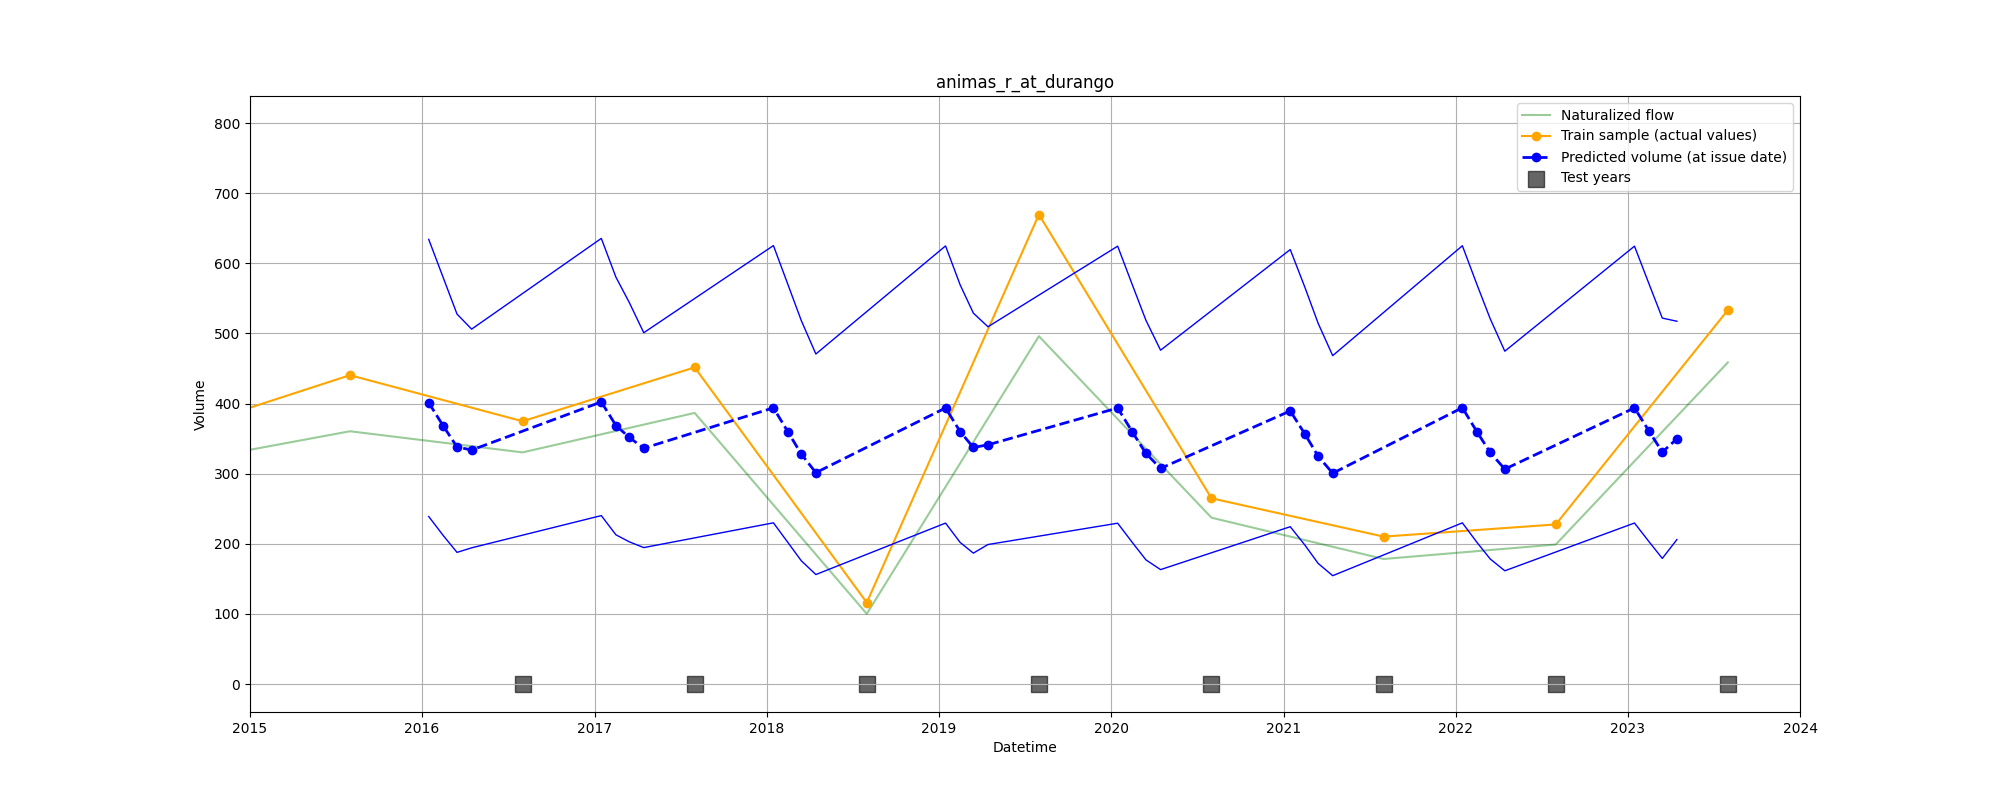 animas_r_at_durango
Naturalized flow
Train sample (actual values)
Predicted volume (at issue date)
Test years
Volume
800
700
600
500
400
300
200
100
0
2015 2016 2017 2018 2019 2020 2021 2022 2023 2024
Datetime